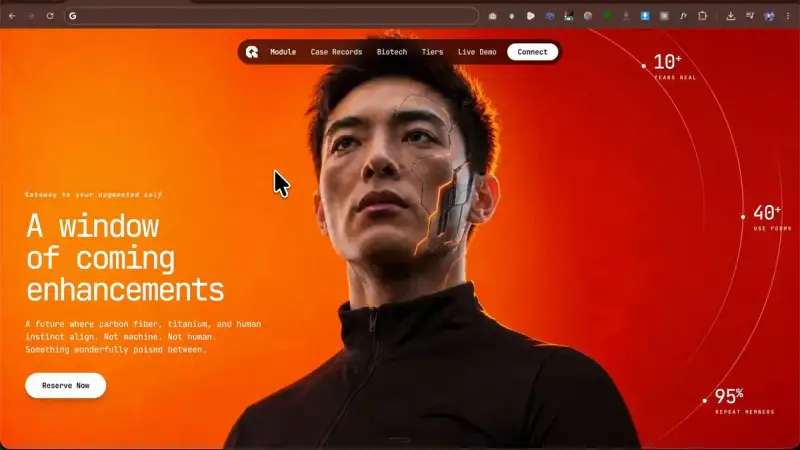 Module
Case Records
Biotech
Tiers
Live Demo
Connect
10+
YEARS REAL
40+
USE FORMS
Gateway to your augmented self
A window
of coming
enhancements
A future where carbon fiber, titanium, and human
instinct align. Not machine. Not human.
Something wonderfully poised between.
Reserve Now
95%
REPEAT MEMBERS